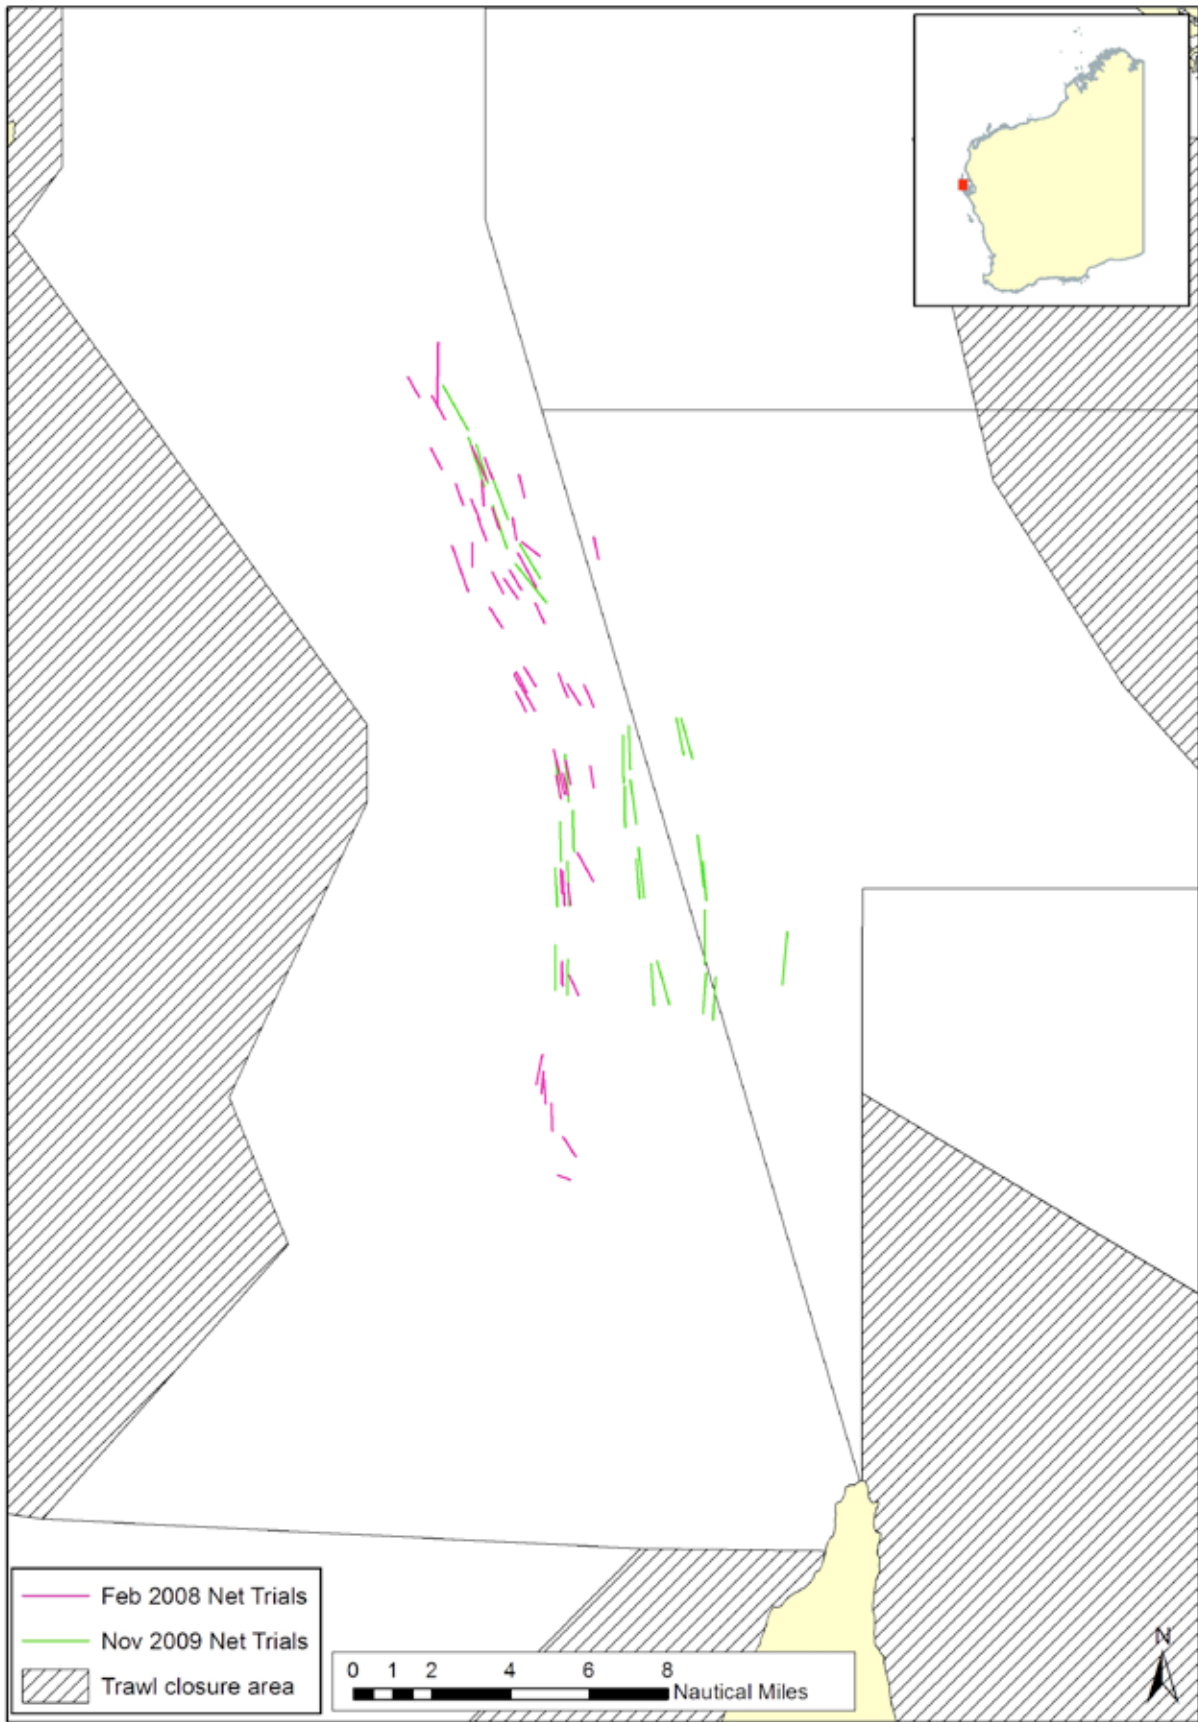 Feb 2008 Net Trials
Nov 2009 Net Trials
Trawl closure area
0 1 2 4 6 8
Nautical Miles
N